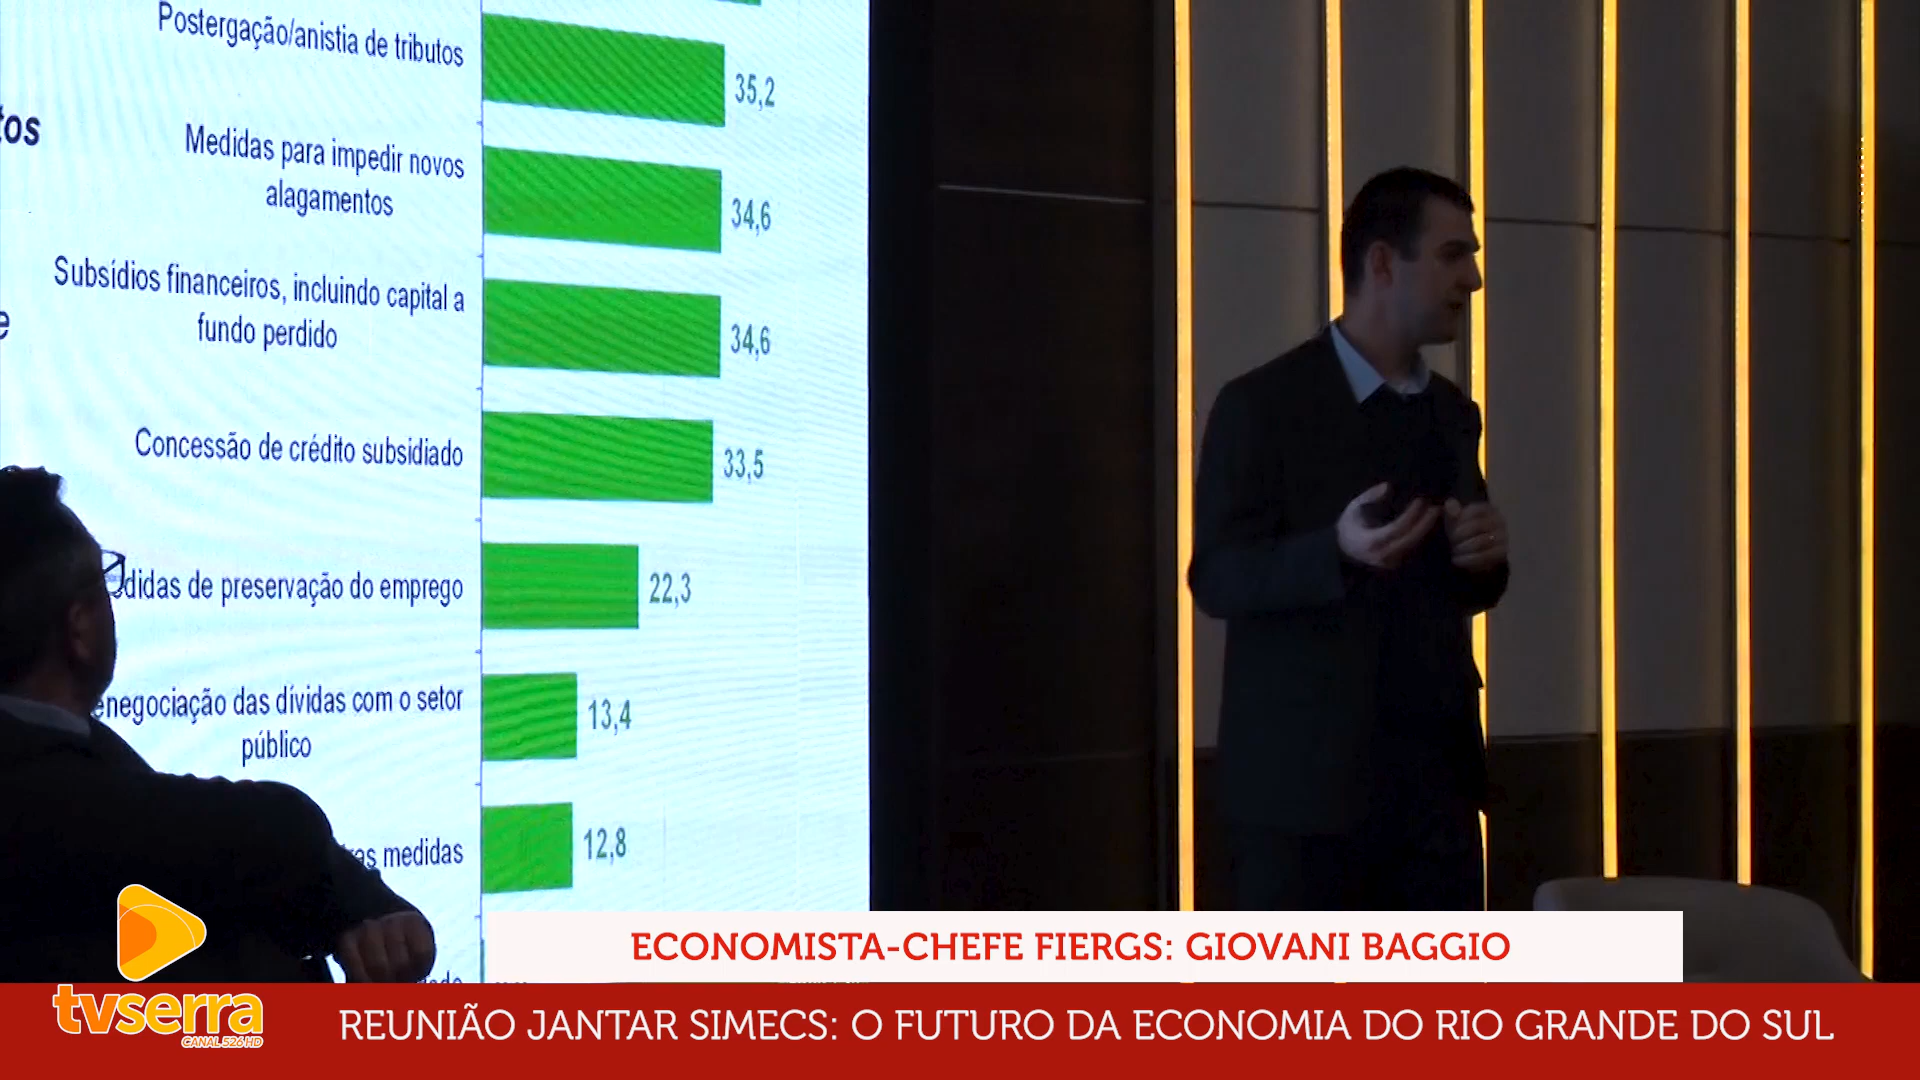 Postergação/anistia de tributos
35,2
Medidas para impedir novos
alagamentos
34,6
Subsídios financeiros, incluindo capital a
fundo perdido
34,6
Concessão de crédito subsidiado
33,5
didas de preservação do emprego
22,3
enegociação das dívidas com o setor
público
13,4
as medidas
12,8
tos
e
ECONOMISTA-CHEFE FIERGS: GIOVANI BAGGIO
tvserra
CANAL 526 HD
REUNIÃO JANTAR SIMECS: O FUTURO DA ECONOMIA DO RIO GRANDE DO SUL